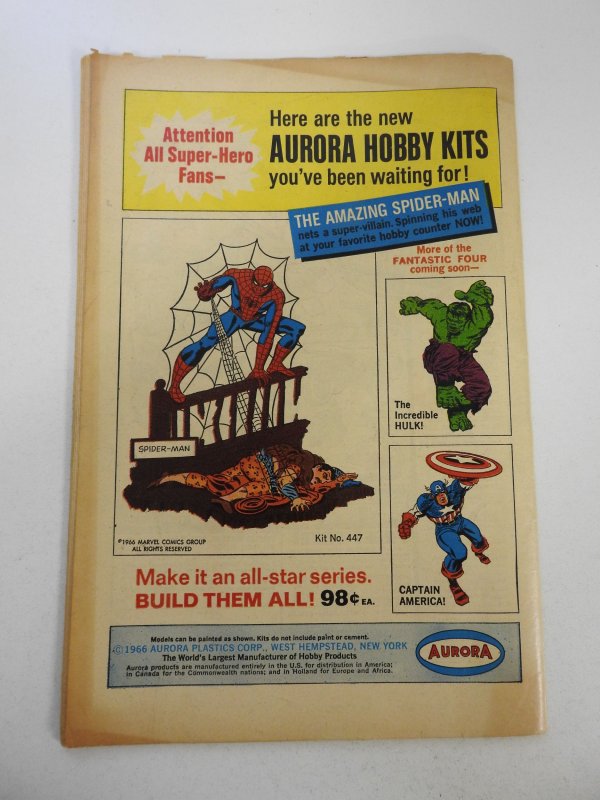 Attention
All Super-Hero
Fans—
Here are the new
AURORA HOBBY KITS
you've been waiting for!
THE AMAZING SPIDER-MAN
nets a super-villain. Spinning his web
at your favorite hobby counter NOW!
More of the
FANTASTIC FOUR
coming soon—
SPIDER-MAN
©1966 MARVEL COMICS GROUP
ALL RIGHTS RESERVED
Kit No. 447
The
Incredible
HULK!
CAPTAIN
AMERICA!
Make it an all-star series.
BUILD THEM ALL! 98¢ EA.
Models can be painted as shown. Kits do not include paint or cement.
©1966 AURORA PLASTICS CORP., WEST HEMPSTEAD, NEW YORK
The World's Largest Manufacturer of Hobby Products
Aurora products are manufactured entirely in the U.S. for distribution in America;
in Canada for the Commonwealth nations; and in Holland for Europe and Africa.
AURORA